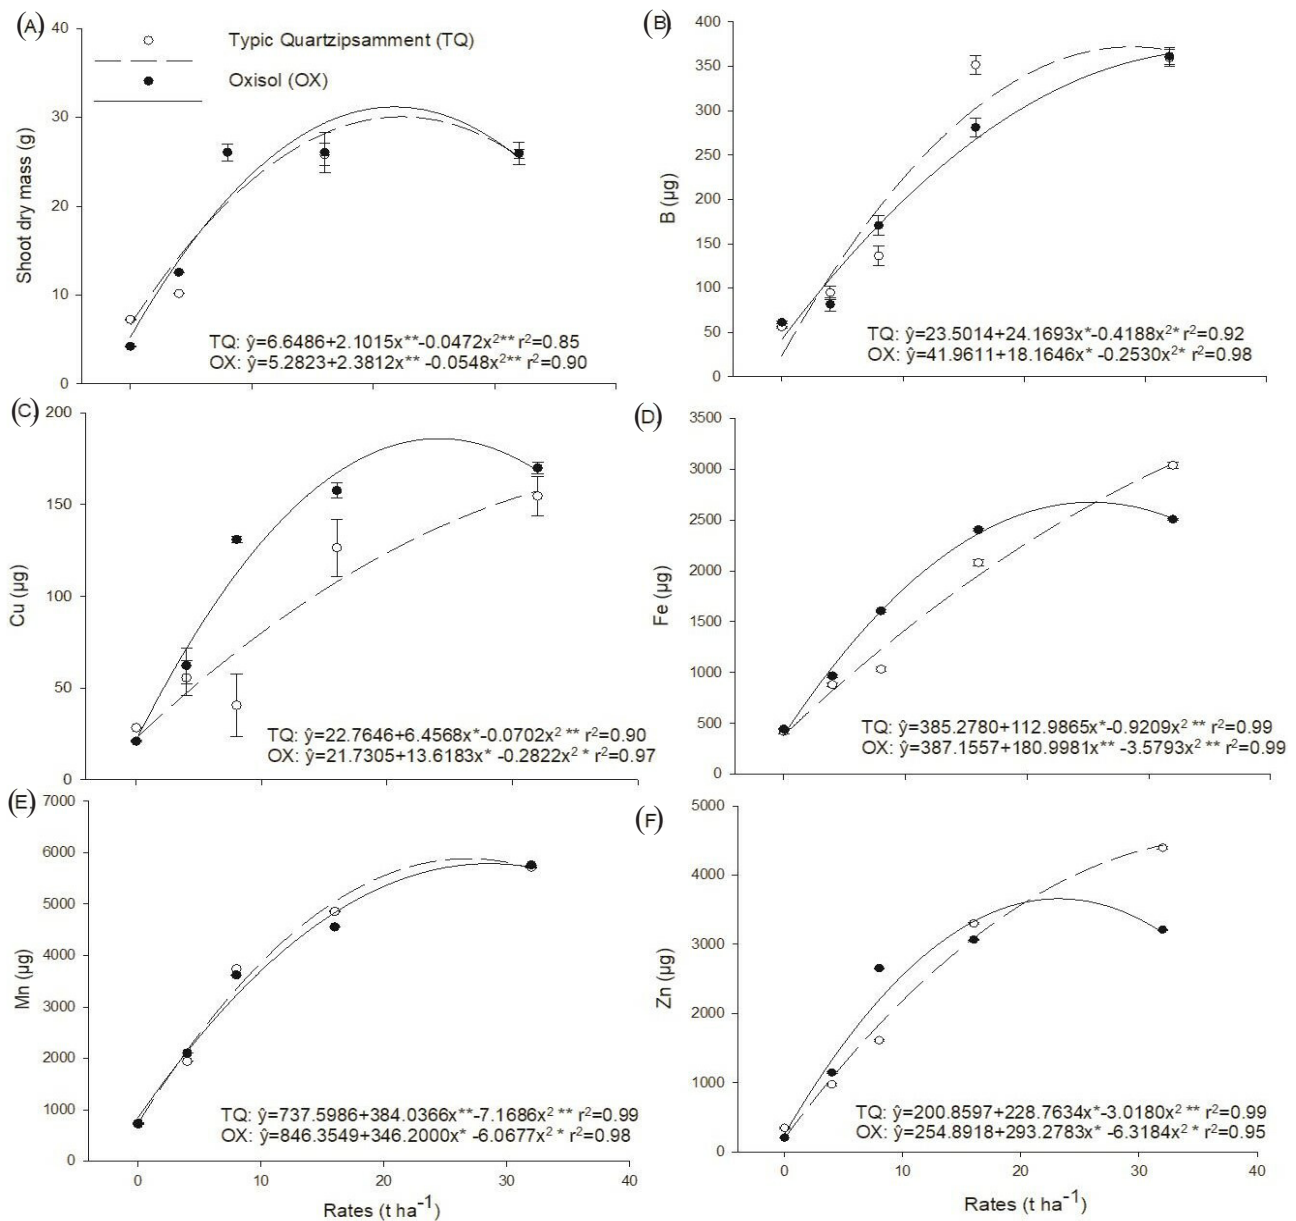 (A)
40
30
20
10
0
Shoot dry mass (g)
Typic Quartzipsamment (TQ)
Oxisol (OX)
TQ: ŷ=6.6486+2.1015x**-0.0472x²** r²=0.85
OX: ŷ=5.2823+2.3812x** -0.0548x²** r²=0.90
(B)
400
350
300
250
200
150
100
50
0
B (µg)
TQ: ŷ=23.5014+24.1693x*-0.4188x²* r²=0.92
OX: ŷ=41.9611+18.1646x* -0.2530x²* r²=0.98
(C)
200
150
100
50
0
Cu (µg)
TQ: ŷ=22.7646+6.4568x*-0.0702x² ** r²=0.90
OX: ŷ=21.7305+13.6183x* -0.2822x² * r²=0.97
(D)
3500
3000
2500
2000
1500
1000
500
0
Fe (µg)
TQ: ŷ=385.2780+112.9865x*-0.9209x² ** r²=0.99
OX: ŷ=387.1557+180.9981x** -3.5793x² ** r²=0.99
(E)
7000
6000
5000
4000
3000
2000
1000
0
Mn (µg)
TQ: ŷ=737.5986+384.0366x**-7.1686x² ** r²=0.99
OX: ŷ=846.3549+346.2000x* -6.0677x² * r²=0.98
0 10 20 30 40
Rates (t ha⁻¹)
(F)
5000
4000
3000
2000
1000
0
Zn (µg)
TQ: ŷ=200.8597+228.7634x*-3.0180x² ** r²=0.99
OX: ŷ=254.8918+293.2783x* -6.3184x² * r²=0.95
0 10 20 30 40
Rates (t ha⁻¹)